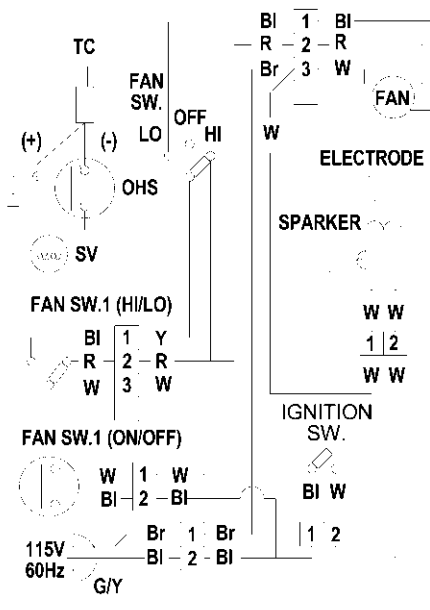 Bl 1 Bl
R 2 R
Br 3 W
TC
FAN
SW.
OFF
LO HI
FAN
(+) (-)
W
ELECTRODE
OHS
SPARKER
SV
FAN SW.1 (HI/LO)
W W
Bl 1 Y
R 2 R
W 3 W
1 2
W W
IGNITION
SW.
FAN SW.1 (ON/OFF)
W 1 W
Bl 2 Bl
Bl W
Br 1 Br
Bl 2 Bl
1 2
115V
60Hz
G/Y